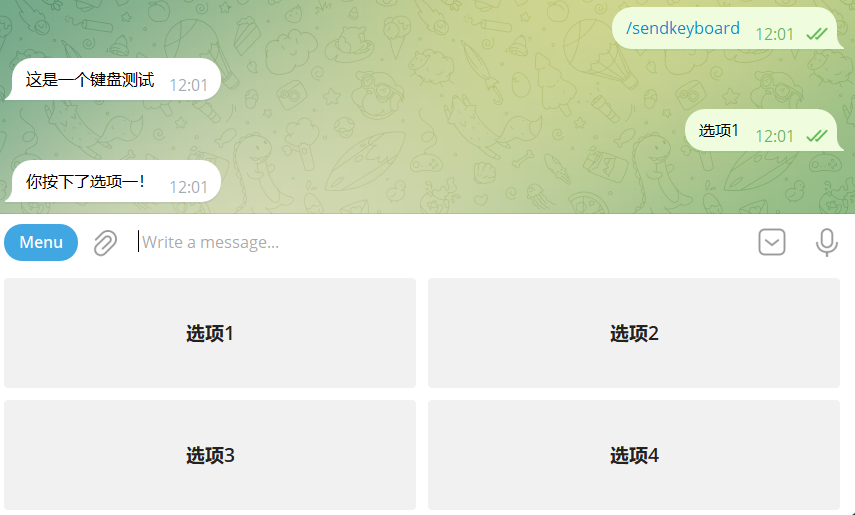 /sendkeyboard 12:01
这是一个键盘测试 12:01
选项1 12:01
你按下了选项一！ 12:01
Menu Write a message...
选项1 选项2
选项3 选项4